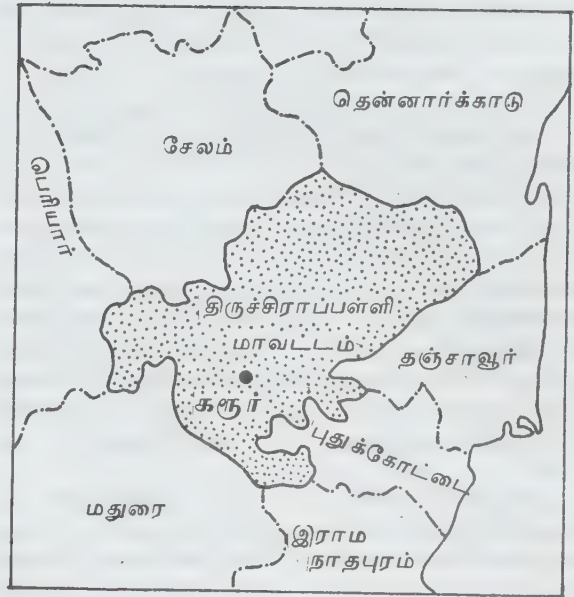 தென்னார்க்காடு
சேலம்
பெரியார்
திருச்சிராப்பள்ளி
மாவட்டம்
தஞ்சாவூர்
கரூர்
புதுக்கோட்டை
மதுரை
இராம
நாதபுரம்